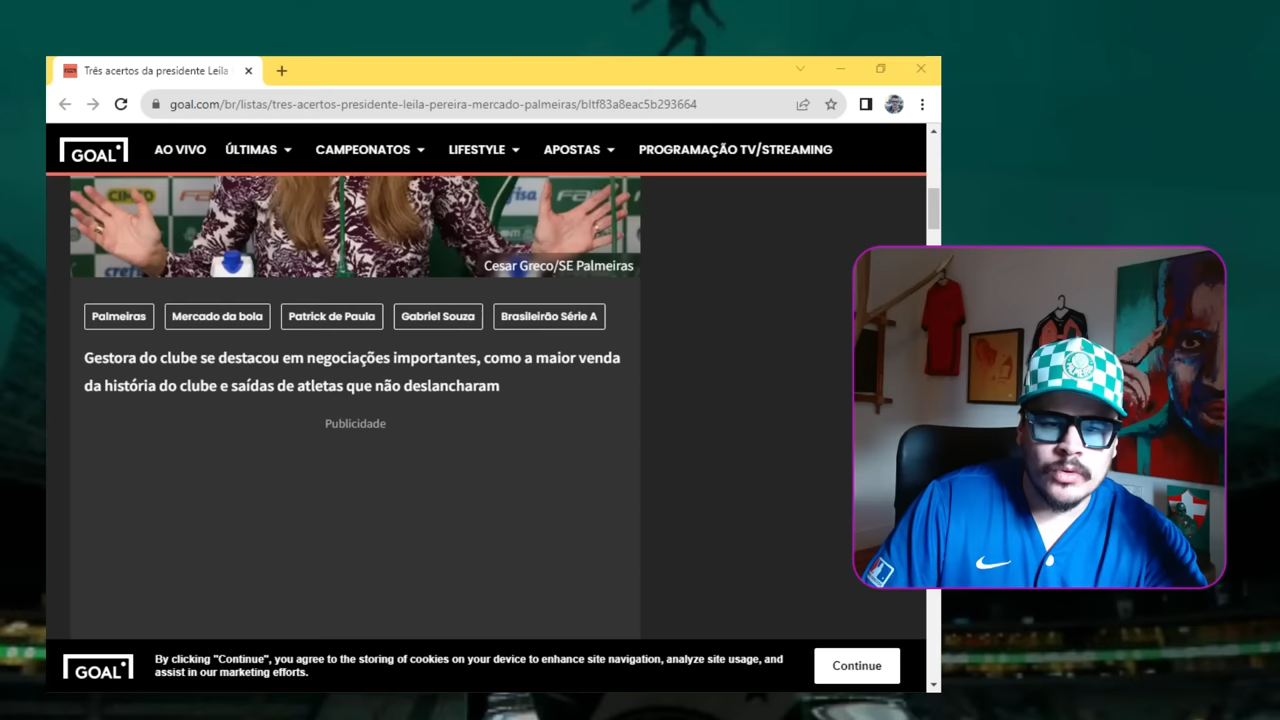 Três acertos da presidente Leila
goal.com/br/listas/tres-acertos-presidente-leila-pereira-mercado-palmeiras/bltf83a8eac5b293664
GOAL
AO VIVO
ÚLTIMAS
CAMPEONATOS
LIFESTYLE
APOSTAS
PROGRAMAÇÃO TV/STREAMING
CIMED
fisa
crefis
Cesar Greco/SE Palmeiras
Palmeiras
Mercado da bola
Patrick de Paula
Gabriel Souza
Brasileirão Série A
Gestora do clube se destacou em negociações importantes, como a maior venda
da história do clube e saídas de atletas que não deslancharam
Publicidade
GOAL
By clicking "Continue", you agree to the storing of cookies on your device to enhance site navigation, analyze site usage, and
assist in our marketing efforts.
Continue